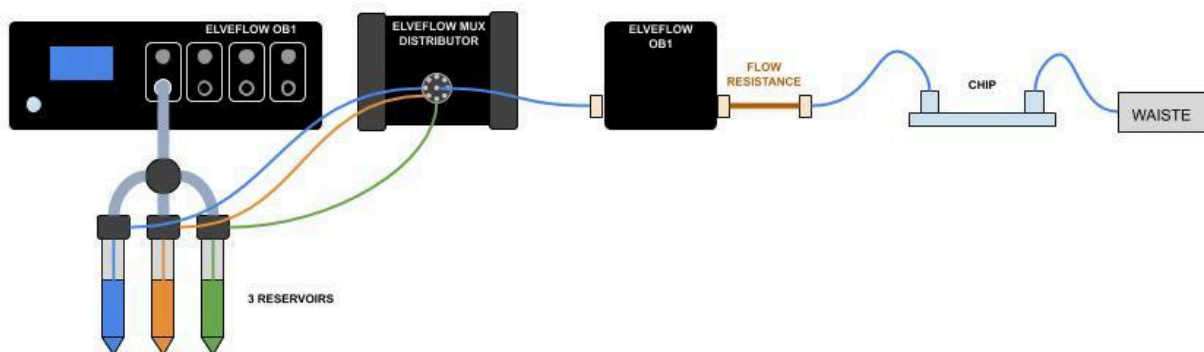 ELVEFLOW OB1
ELVEFLOW MUX
DISTRIBUTOR
ELVEFLOW
OB1
FLOW
RESISTANCE
CHIP
WAISTE
3 RESERVOIRS